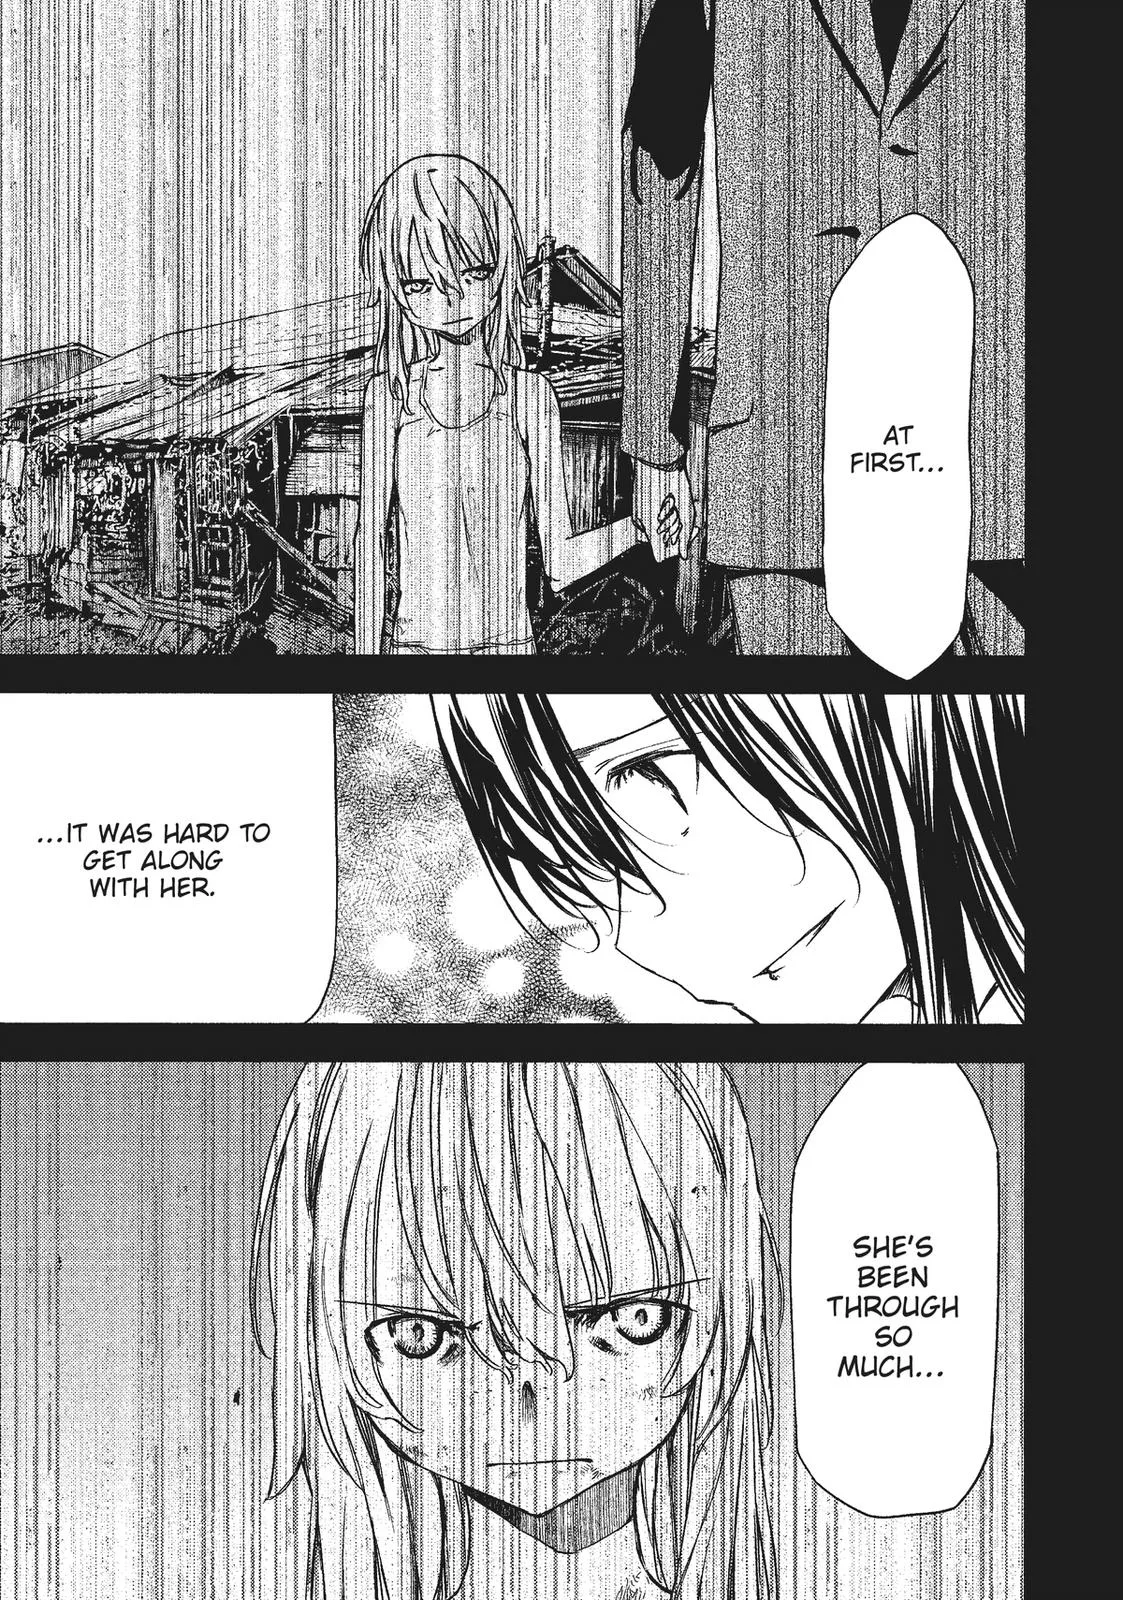 AT
FIRST...
...IT WAS HARD TO
GET ALONG
WITH HER.
SHE'S
BEEN
THROUGH
SO
MUCH...